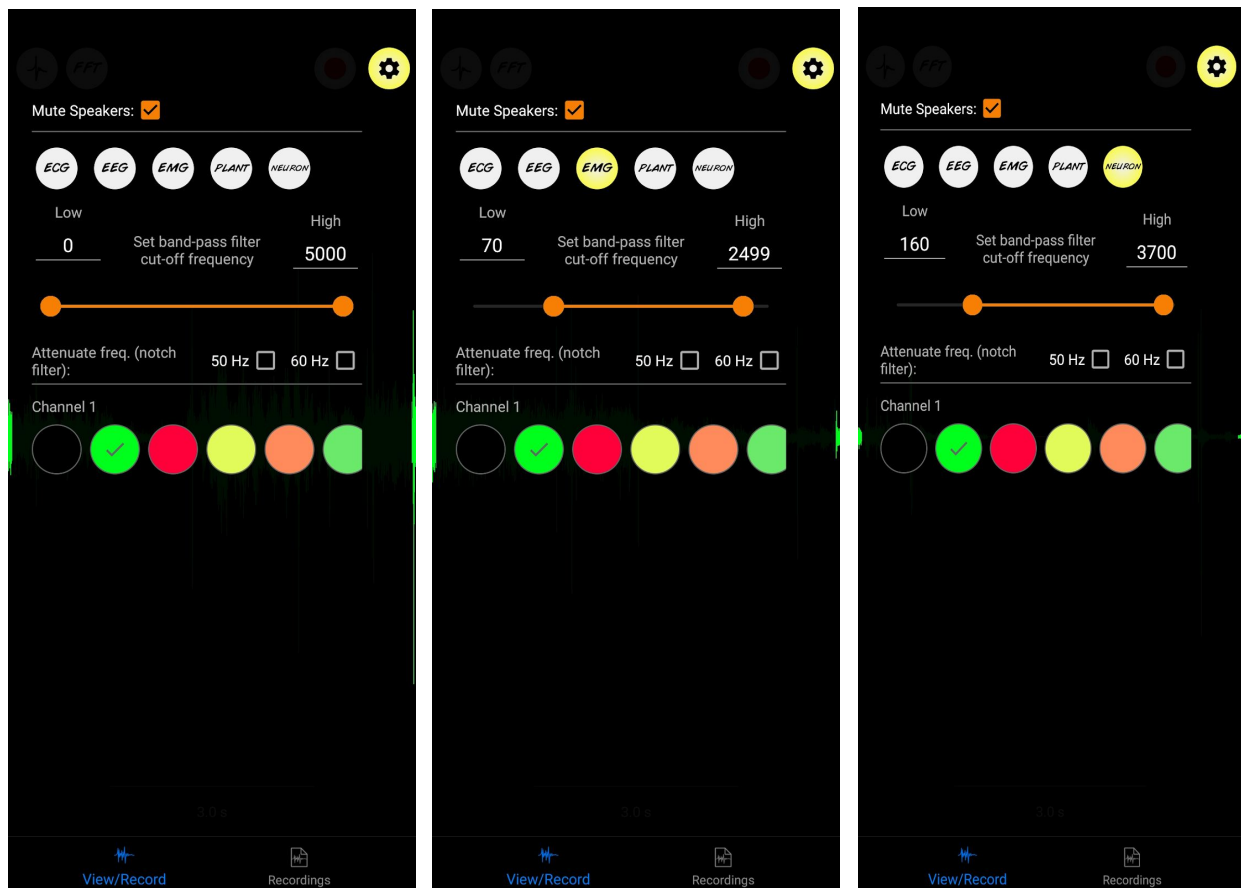 FFT
Mute Speakers:
ECG EEG EMG PLANT NEURON
Low
High
0
Set band-pass filter
cut-off frequency
5000
Attenuate freq. (notch
filter):
50 Hz
60 Hz
Channel 1
3.0 s
View/Record
Recordings
FFT
Mute Speakers:
ECG EEG EMG PLANT NEURON
Low
High
70
Set band-pass filter
cut-off frequency
2499
Attenuate freq. (notch
filter):
50 Hz
60 Hz
Channel 1
3.0 s
View/Record
Recordings
FFT
Mute Speakers:
ECG EEG EMG PLANT NEURON
Low
High
160
Set band-pass filter
cut-off frequency
3700
Attenuate freq. (notch
filter):
50 Hz
60 Hz
Channel 1
3.0 s
View/Record
Recordings